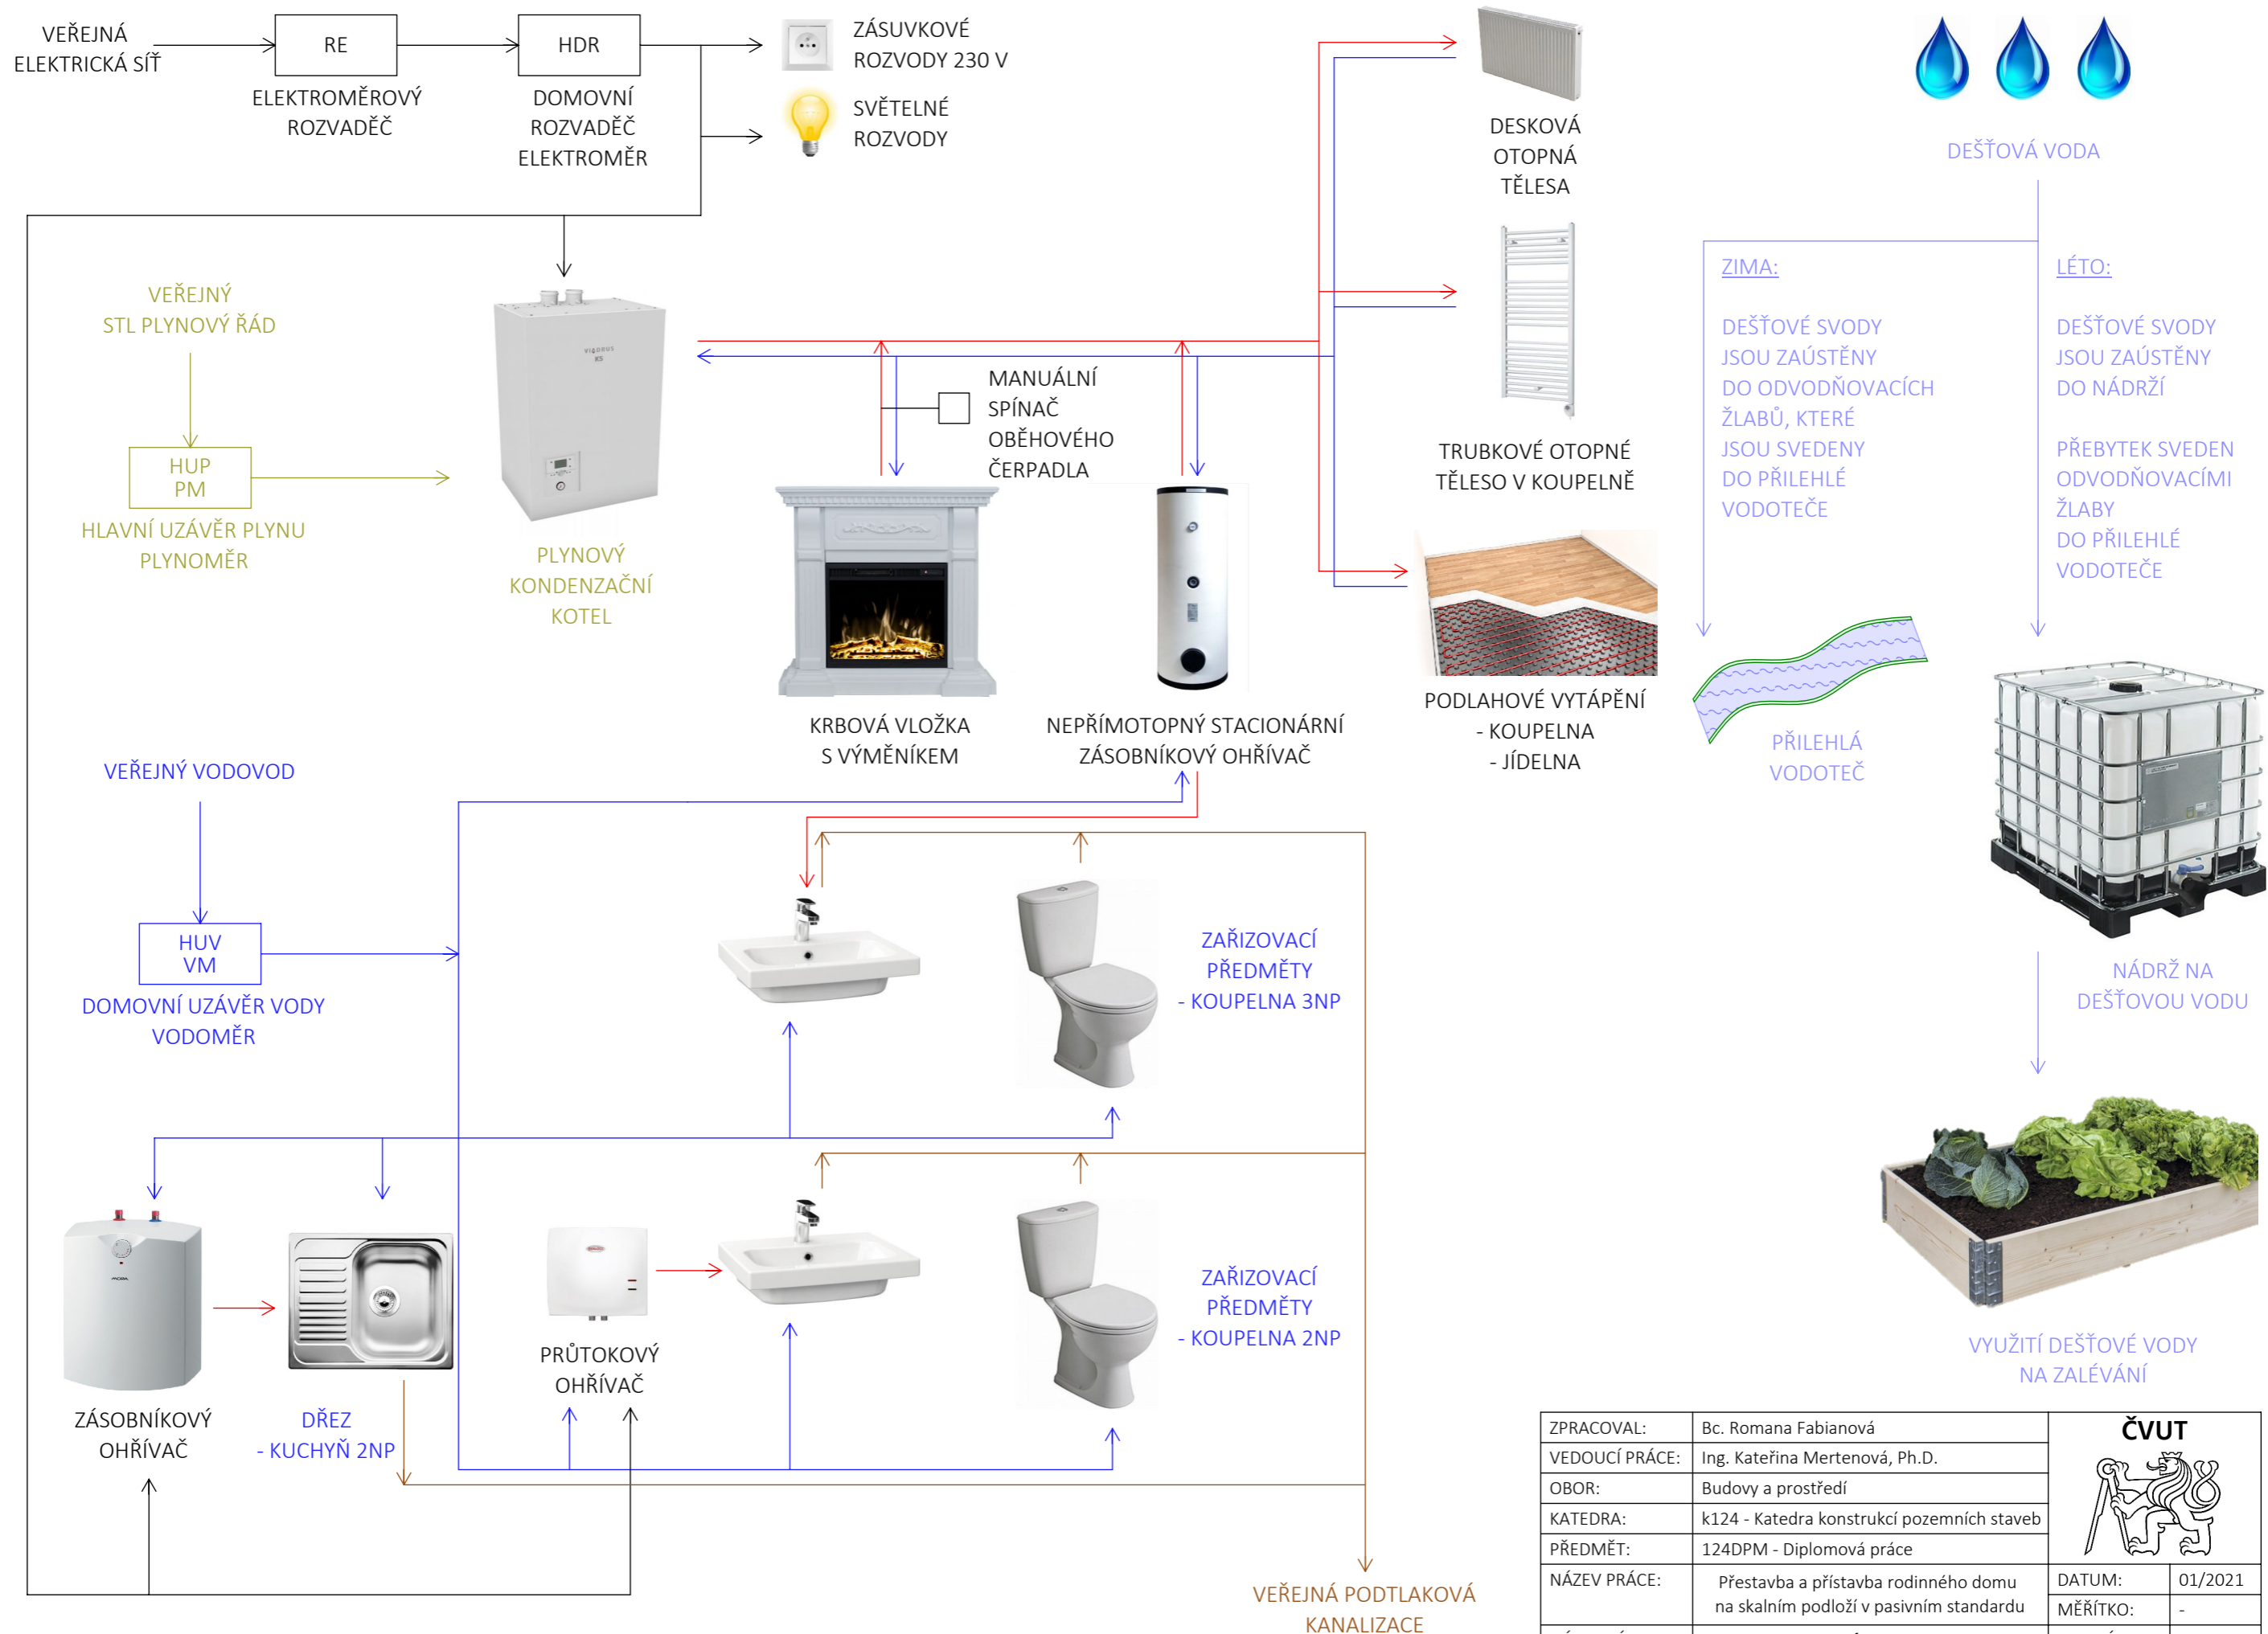 VEŘEJNÁ
ELEKTRICKÁ SÍŤ
RE
ELEKTROMĚROVÝ
ROZVADĚČ
HDR
DOMOVNÍ
ROZVADĚČ
ELEKTROMĚR
ZÁSUVKOVÉ
ROZVODY 230 V
SVĚTELNÉ
ROZVODY
DESKOVÁ
OTOPNÁ
TĚLESA
DEŠŤOVÁ VODA
ZIMA:
DEŠŤOVÉ SVODY
JSOU ZAÚSTĚNY
DO ODVODŇOVACÍCH
ŽLABŮ, KTERÉ
JSOU SVEDENY
DO PŘILEHLÉ
VODOTEČE
LÉTO:
DEŠŤOVÉ SVODY
JSOU ZAÚSTĚNY
DO NÁDRŽÍ
PŘEBYTEK SVEDEN
ODVODŇOVACÍMI
ŽLABY
DO PŘILEHLÉ
VODOTEČE
VEŘEJNÝ
STL PLYNOVÝ ŘÁD
HUP
PM
HLAVNÍ UZÁVĚR PLYNU
PLYNOMĚR
PLYNOVÝ
KONDENZAČNÍ
KOTEL
MANUÁLNÍ
SPÍNAČ
OBĚHOVÉHO
ČERPADLA
TRUBKOVÉ OTOPNÉ
TĚLESO V KOUPELNĚ
KRBOVÁ VLOŽKA
S VÝMĚNÍKEM
NEPŘÍMOTOPNÝ STACIONÁRNÍ
ZÁSOBNÍKOVÝ OHŘÍVAČ
PODLAHOVÉ VYTÁPĚNÍ
- KOUPELNA
- JÍDELNA
PŘILEHLÁ
VODOTEČ
VEŘEJNÝ VODOVOD
HUV
VM
DOMOVNÍ UZÁVĚR VODY
VODOMĚR
ZAŘIZOVACÍ
PŘEDMĚTY
- KOUPELNA 3NP
NÁDRŽ NA
DEŠŤOVOU VODU
ZÁSOBNÍKOVÝ
OHŘÍVAČ
DŘEZ
- KUCHYŇ 2NP
PRŮTOKOVÝ
OHŘÍVAČ
ZAŘIZOVACÍ
PŘEDMĚTY
- KOUPELNA 2NP
VYUŽITÍ DEŠŤOVÉ VODY
NA ZALÉVÁNÍ
VEŘEJNÁ PODTLAKOVÁ
KANALIZACE
ZPRACOVAL: Bc. Romana Fabianová
ČVUT
VEDOUCÍ PRÁCE: Ing. Kateřina Mertenová, Ph.D.
OBOR: Budovy a prostředí
KATEDRA: k124 - Katedra konstrukcí pozemních staveb
PŘEDMĚT: 124DPM - Diplomová práce
NÁZEV PRÁCE: Přestavba a přístavba rodinného domu
na skalním podloží v pasivním standardu
DATUM: 01/2021
MĚŘÍTKO: -